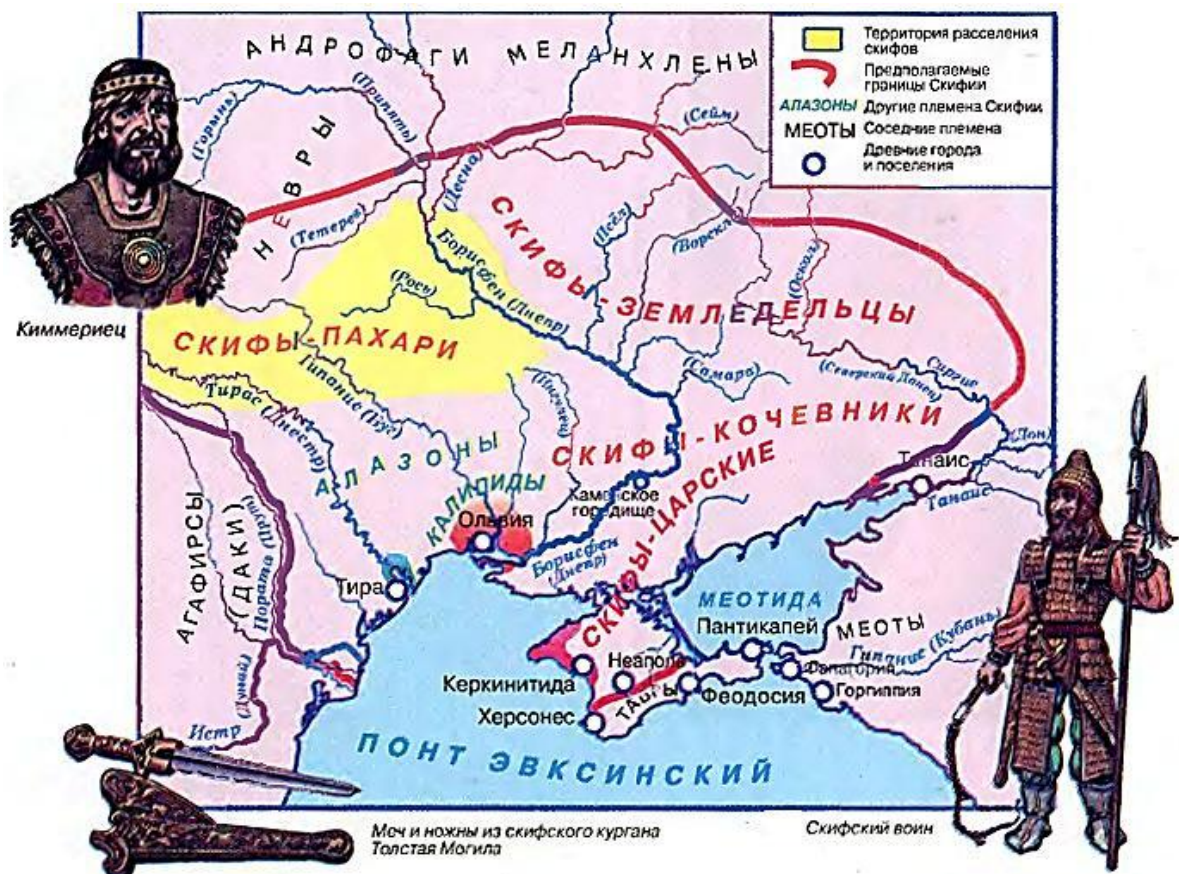 АНДРОФАГИ МЕЛАНХЛЕНЫ
Территория расселения
скифов
Предполагаемые
границы Скифии
АЛАЗОНЫ Другие племена Скифии
МЕОТЫ Соседние племена
Древние города
и поселения
(Горынь)
(Припять)
(Сейм)
НЕВРЫ
(Десна)
(Тетерев)
(Псёл)
(Ворскл
(Оскол)
СКИФЫ-ЗЕМЛЕДЕЛЬЦЫ
Борисфен (Днепр)
(Рось)
Киммериец
СКИФЫ-ПАХАРИ
Гипанис (Буг)
Тирас (Днестр)
(Самара)
(Северский Донец)
Сиргис
(Дон)
СКИФЫ-КОЧЕВНИКИ
СКИФЫ-ЦАРСКИЕ
АЛАЗОНЫ
КАЛИПИДЫ
Каменское
городище
Танаис
Танаис
Ольвия
Борисфен
(Днепр)
АГАФИРСЫ
(ДАКИ)
Пората (Прут)
Тира
МЕОТИДА
Пантикапей
МЕОТЫ
Гипанис (Кубань)
Фанагория
Горгиппия
Неаполь
Керкинитида
ТАВРЫ
Феодосия
Херсонес
Истр (Дунай)
ПОНТ ЭВКСИНСКИЙ
Меч и ножны из скифского кургана
Толстая Могила
Скифский воин